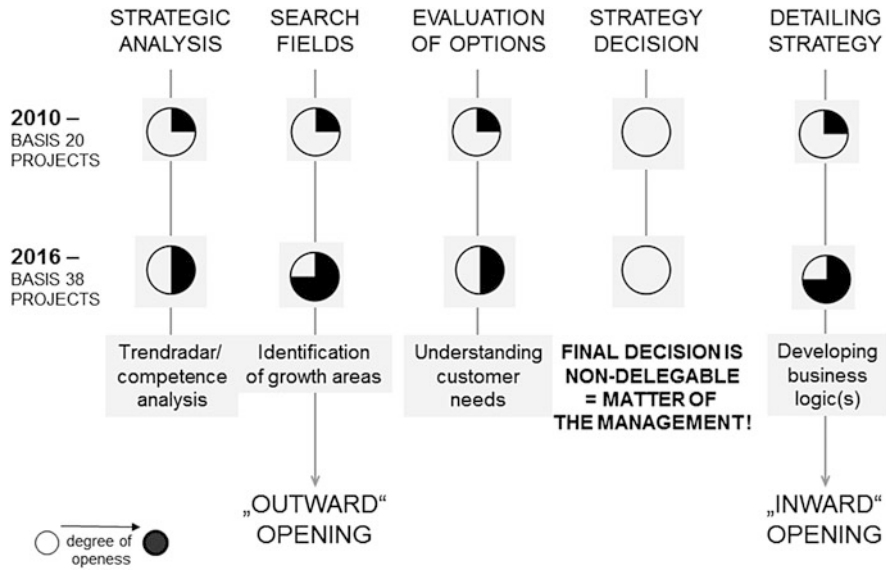 STRATEGIC
ANALYSIS
SEARCH
FIELDS
EVALUATION
OF OPTIONS
STRATEGY
DECISION
DETAILING
STRATEGY
2010 –
BASIS 20
PROJECTS
2016 –
BASIS 38
PROJECTS
Trendradar/
competence
analysis
Identification
of growth areas
Understanding
customer
needs
FINAL DECISION IS
NON-DELEGABLE
= MATTER OF
THE MANAGEMENT!
Developing
business
logic(s)
„OUTWARD“
OPENING
„INWARD“
OPENING
degree of
openess